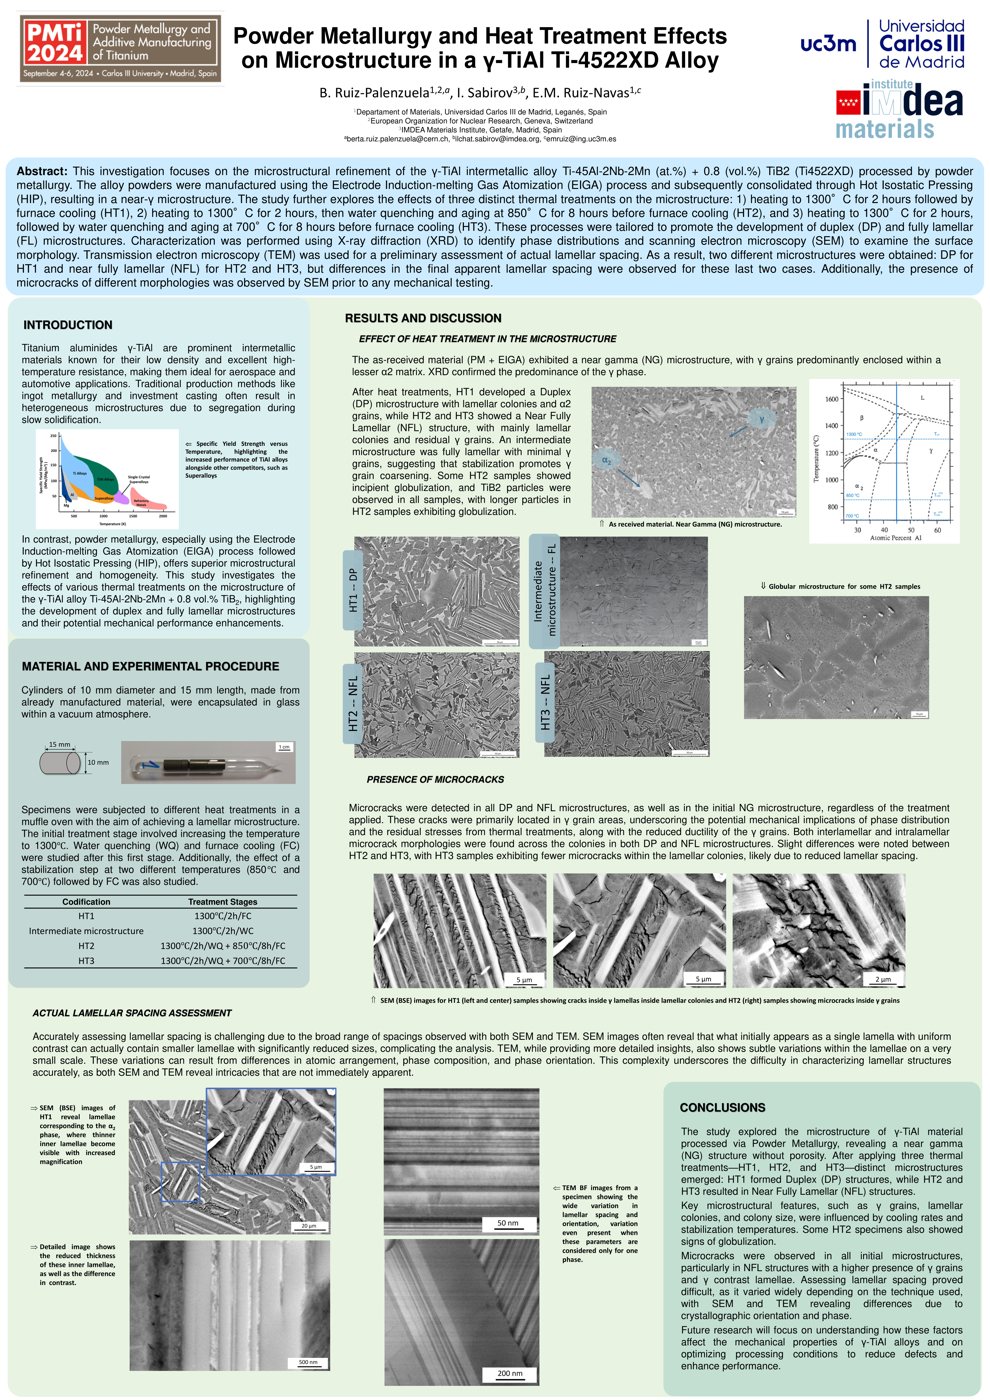 PMTi 2024
Powder Metallurgy and
Additive Manufacturing
of Titanium
September 4-6, 2024 • Carlos III University • Madrid, Spain
Powder Metallurgy and Heat Treatment Effects
on Microstructure in a γ-TiAl Ti-4522XD Alloy
uc3m
Universidad
Carlos III
de Madrid
institute
imdea
materials
B. Ruiz-Palenzuela1,2,a, I. Sabirov3,b, E.M. Ruiz-Navas1,c
1Departament of Materials, Universidad Carlos III de Madrid, Leganés, Spain
2European Organization for Nuclear Research, Geneva, Switzerland
3IMDEA Materials Institute, Getafe, Madrid, Spain
aberta.ruiz.palenzuela@cern.ch, bilchat.sabirov@imdea.org, cemruiz@ing.uc3m.es
Abstract: This investigation focuses on the microstructural refinement of the γ-TiAl intermetallic alloy Ti-45Al-2Nb-2Mn (at.%) + 0.8 (vol.%) TiB2 (Ti4522XD) processed by powder
metallurgy. The alloy powders were manufactured using the Electrode Induction-melting Gas Atomization (EIGA) process and subsequently consolidated through Hot Isostatic Pressing
(HIP), resulting in a near-γ microstructure. The study further explores the effects of three distinct thermal treatments on the microstructure: 1) heating to 1300° C for 2 hours followed by
furnace cooling (HT1), 2) heating to 1300° C for 2 hours, then water quenching and aging at 850° C for 8 hours before furnace cooling (HT2), and 3) heating to 1300° C for 2 hours,
followed by water quenching and aging at 700° C for 8 hours before furnace cooling (HT3). These processes were tailored to promote the development of duplex (DP) and fully lamellar
(FL) microstructures. Characterization was performed using X-ray diffraction (XRD) to identify phase distributions and scanning electron microscopy (SEM) to examine the surface
morphology. Transmission electron microscopy (TEM) was used for a preliminary assessment of actual lamellar spacing. As a result, two different microstructures were obtained: DP for
HT1 and near fully lamellar (NFL) for HT2 and HT3, but differences in the final apparent lamellar spacing were observed for these last two cases. Additionally, the presence of
microcracks of different morphologies was observed by SEM prior to any mechanical testing.
INTRODUCTION
Titanium aluminides γ-TiAl are prominent intermetallic
materials known for their low density and excellent high-
temperature resistance, making them ideal for aerospace and
automotive applications. Traditional production methods like
ingot metallurgy and investment casting often result in
heterogeneous microstructures due to segregation during
slow solidification.
Specific Yield Strength
Ti Alloys
Superalloys
Single Crystal
Superalloys
Refractory
Al
Mg
250
200
150
100
50
500 1000 1500 2000
Temperature (K)
⇐ Specific Yield Strength versus
Temperature, highlighting the
increased performance of TiAl alloys
alongside other competitors, such as
Superalloys
In contrast, powder metallurgy, especially using the Electrode
Induction-melting Gas Atomization (EIGA) process followed
by Hot Isostatic Pressing (HIP), offers superior microstructural
refinement and homogeneity. This study investigates the
effects of various thermal treatments on the microstructure of
the γ-TiAl alloy Ti-45Al-2Nb-2Mn + 0.8 vol.% TiB2, highlighting
the development of duplex and fully lamellar microstructures
and their potential mechanical performance enhancements.
MATERIAL AND EXPERIMENTAL PROCEDURE
Cylinders of 10 mm diameter and 15 mm length, made from
already manufactured material, were encapsulated in glass
within a vacuum atmosphere.
15 mm
10 mm
1 cm
Specimens were subjected to different heat treatments in a
muffle oven with the aim of achieving a lamellar microstructure.
The initial treatment stage involved increasing the temperature
to 1300℃. Water quenching (WQ) and furnace cooling (FC)
were studied after this first stage. Additionally, the effect of a
stabilization step at two different temperatures (850℃ and
700℃) followed by FC was also studied.
Codification Treatment Stages
HT1 1300℃/2h/FC
Intermediate microstructure 1300℃/2h/WC
HT2 1300℃/2h/WQ + 850℃/8h/FC
HT3 1300℃/2h/WQ + 700℃/8h/FC
RESULTS AND DISCUSSION
EFFECT OF HEAT TREATMENT IN THE MICROSTRUCTURE
The as-received material (PM + EIGA) exhibited a near gamma (NG) microstructure, with γ grains predominantly enclosed within a
lesser α2 matrix. XRD confirmed the predominance of the γ phase.
After heat treatments, HT1 developed a Duplex
(DP) microstructure with lamellar colonies and α2
grains, while HT2 and HT3 showed a Near Fully
Lamellar (NFL) structure, with mainly lamellar
colonies and residual γ grains. An intermediate
microstructure was fully lamellar with minimal γ
grains, suggesting that stabilization promotes γ
grain coarsening. Some HT2 samples showed
incipient globulization, and TiB2 particles were
observed in all samples, with longer particles in
HT2 samples exhibiting globulization.
γ
α2
⇑ As received material. Near Gamma (NG) microstructure.
1600
1400
1200
1000
800
Temperature (°C)
L
β
α
γ
α2
1300 °C
850 °C
700 °C
30 40 50 60
Atomic Percent Al
HT1 -- DP
Intermediate
microstructure -- FL
HT2 -- NFL
HT3 -- NFL
⇓ Globular microstructure for some HT2 samples
PRESENCE OF MICROCRACKS
Microcracks were detected in all DP and NFL microstructures, as well as in the initial NG microstructure, regardless of the treatment
applied. These cracks were primarily located in γ grain areas, underscoring the potential mechanical implications of phase distribution
and the residual stresses from thermal treatments, along with the reduced ductility of the γ grains. Both interlamellar and intralamellar
microcrack morphologies were found across the colonies in both DP and NFL microstructures. Slight differences were noted between
HT2 and HT3, with HT3 samples exhibiting fewer microcracks within the lamellar colonies, likely due to reduced lamellar spacing.
5 µm
5 µm
2 µm
⇑ SEM (BSE) images for HT1 (left and center) samples showing cracks inside γ lamellas inside lamellar colonies and HT2 (right) samples showing microcracks inside γ grains
ACTUAL LAMELLAR SPACING ASSESSMENT
Accurately assessing lamellar spacing is challenging due to the broad range of spacings observed with both SEM and TEM. SEM images often reveal that what initially appears as a single lamella with uniform
contrast can actually contain smaller lamellae with significantly reduced sizes, complicating the analysis. TEM, while providing more detailed insights, also shows subtle variations within the lamellae on a very
small scale. These variations can result from differences in atomic arrangement, phase composition, and phase orientation. This complexity underscores the difficulty in characterizing lamellar structures
accurately, as both SEM and TEM reveal intricacies that are not immediately apparent.
⇒ SEM (BSE) images of
HT1 reveal lamellae
corresponding to the α2
phase, where thinner
inner lamellae become
visible with increased
magnification
5 µm
20 µm
⇒ Detailed image shows
the reduced thickness
of these inner lamellae,
as well as the difference
in contrast.
500 nm
50 nm
200 nm
⇐ TEM BF images from a
specimen showing the
wide variation in
lamellar spacing and
orientation, variation
even present when
these parameters are
considered only for one
phase.
CONCLUSIONS
The study explored the microstructure of γ-TiAl material
processed via Powder Metallurgy, revealing a near gamma
(NG) structure without porosity. After applying three thermal
treatments—HT1, HT2, and HT3—distinct microstructures
emerged: HT1 formed Duplex (DP) structures, while HT2 and
HT3 resulted in Near Fully Lamellar (NFL) structures.
Key microstructural features, such as γ grains, lamellar
colonies, and colony size, were influenced by cooling rates and
stabilization temperatures. Some HT2 specimens also showed
signs of globulization.
Microcracks were observed in all initial microstructures,
particularly in NFL structures with a higher presence of γ grains
and γ contrast lamellae. Assessing lamellar spacing proved
difficult, as it varied widely depending on the technique used,
with SEM and TEM revealing differences due to
crystallographic orientation and phase.
Future research will focus on understanding how these factors
affect the mechanical properties of γ-TiAl alloys and on
optimizing processing conditions to reduce defects and
enhance performance.